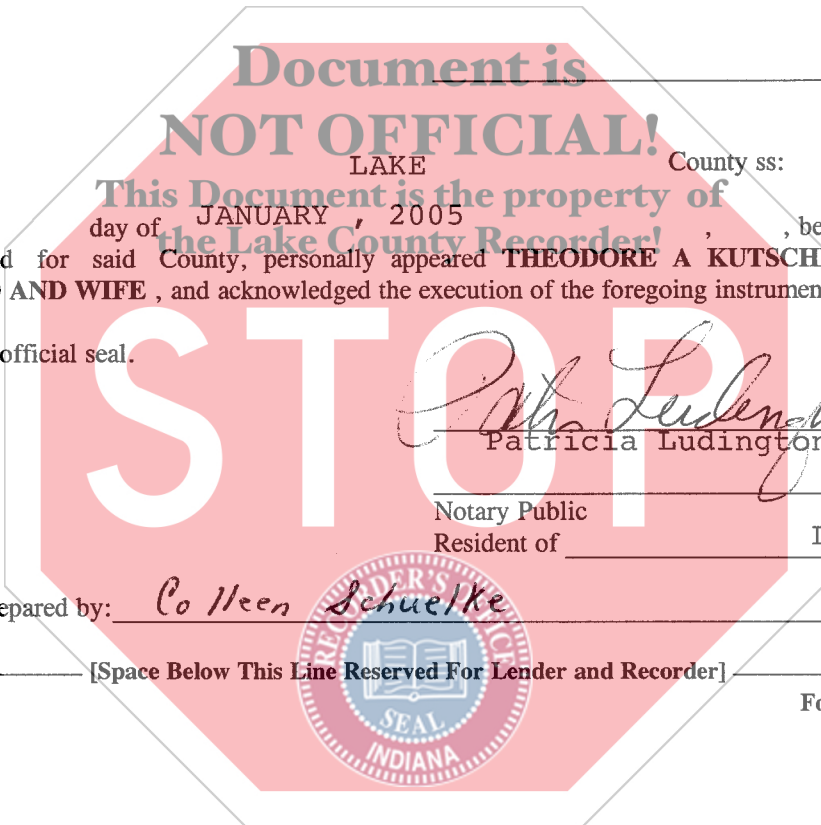 Document is
NOT OFFICIAL!
LAKE County ss:
This Document is the property of
day of JANUARY , 2005 , , be
the Lake County Recorder!
d for said County, personally appeared THEODORE A KUTSCH
AND WIFE , and acknowledged the execution of the foregoing instrumen
official seal.
STOP
Patricia Ludington
Notary Public
Resident of
epared by: Colleen Schuelke
RECORDER'S OFFICE
[Space Below This Line Reserved For Lender and Recorder]
Fo
SEAL
INDIANA